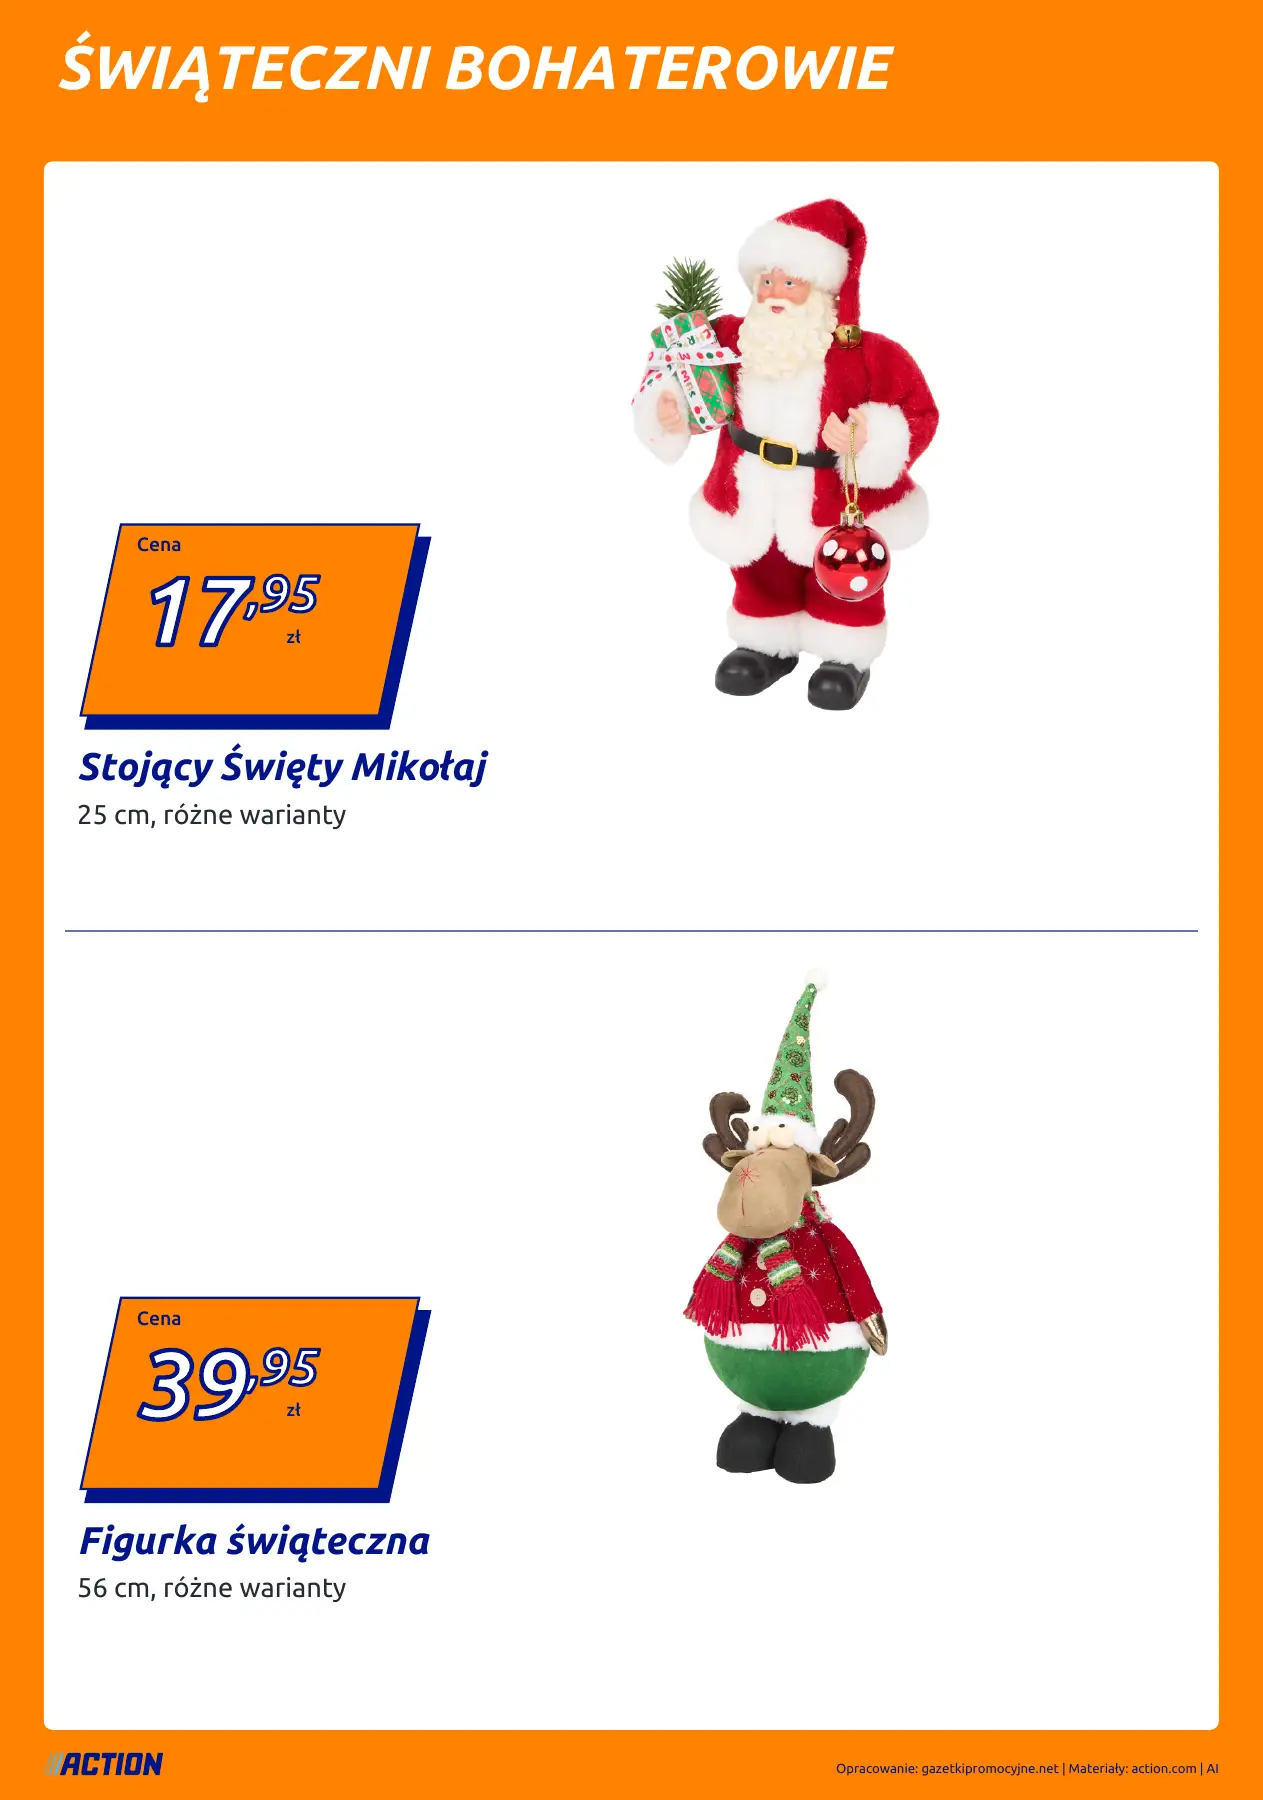 ŚWIĄTECZNI BOHATEROWIE
Cena
17,95
zł
Stojący Święty Mikołaj
25 cm, różne warianty
Cena
39,95
zł
Figurka świąteczna
56 cm, różne warianty
ACTION
Opracowanie: gazetkipromocyjne.net | Materiały: action.com | AI